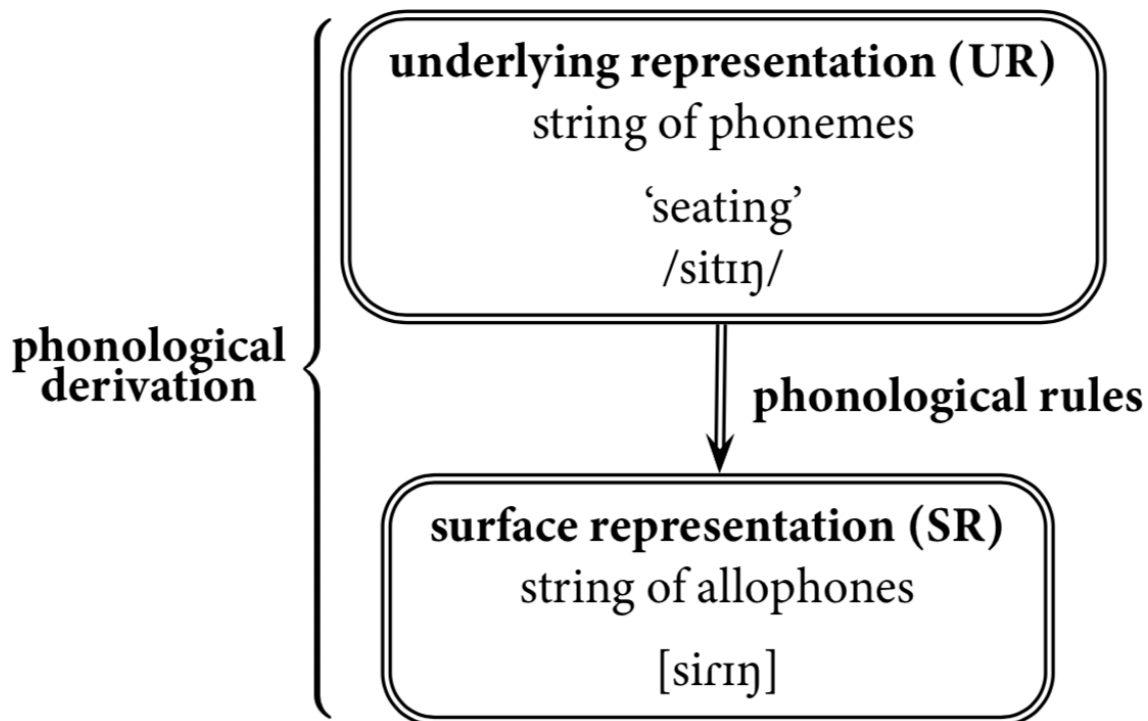 underlying representation (UR)
string of phonemes
‘seating’
/sitɪŋ/
phonological
derivation
phonological rules
surface representation (SR)
string of allophones
[siɾɪŋ]